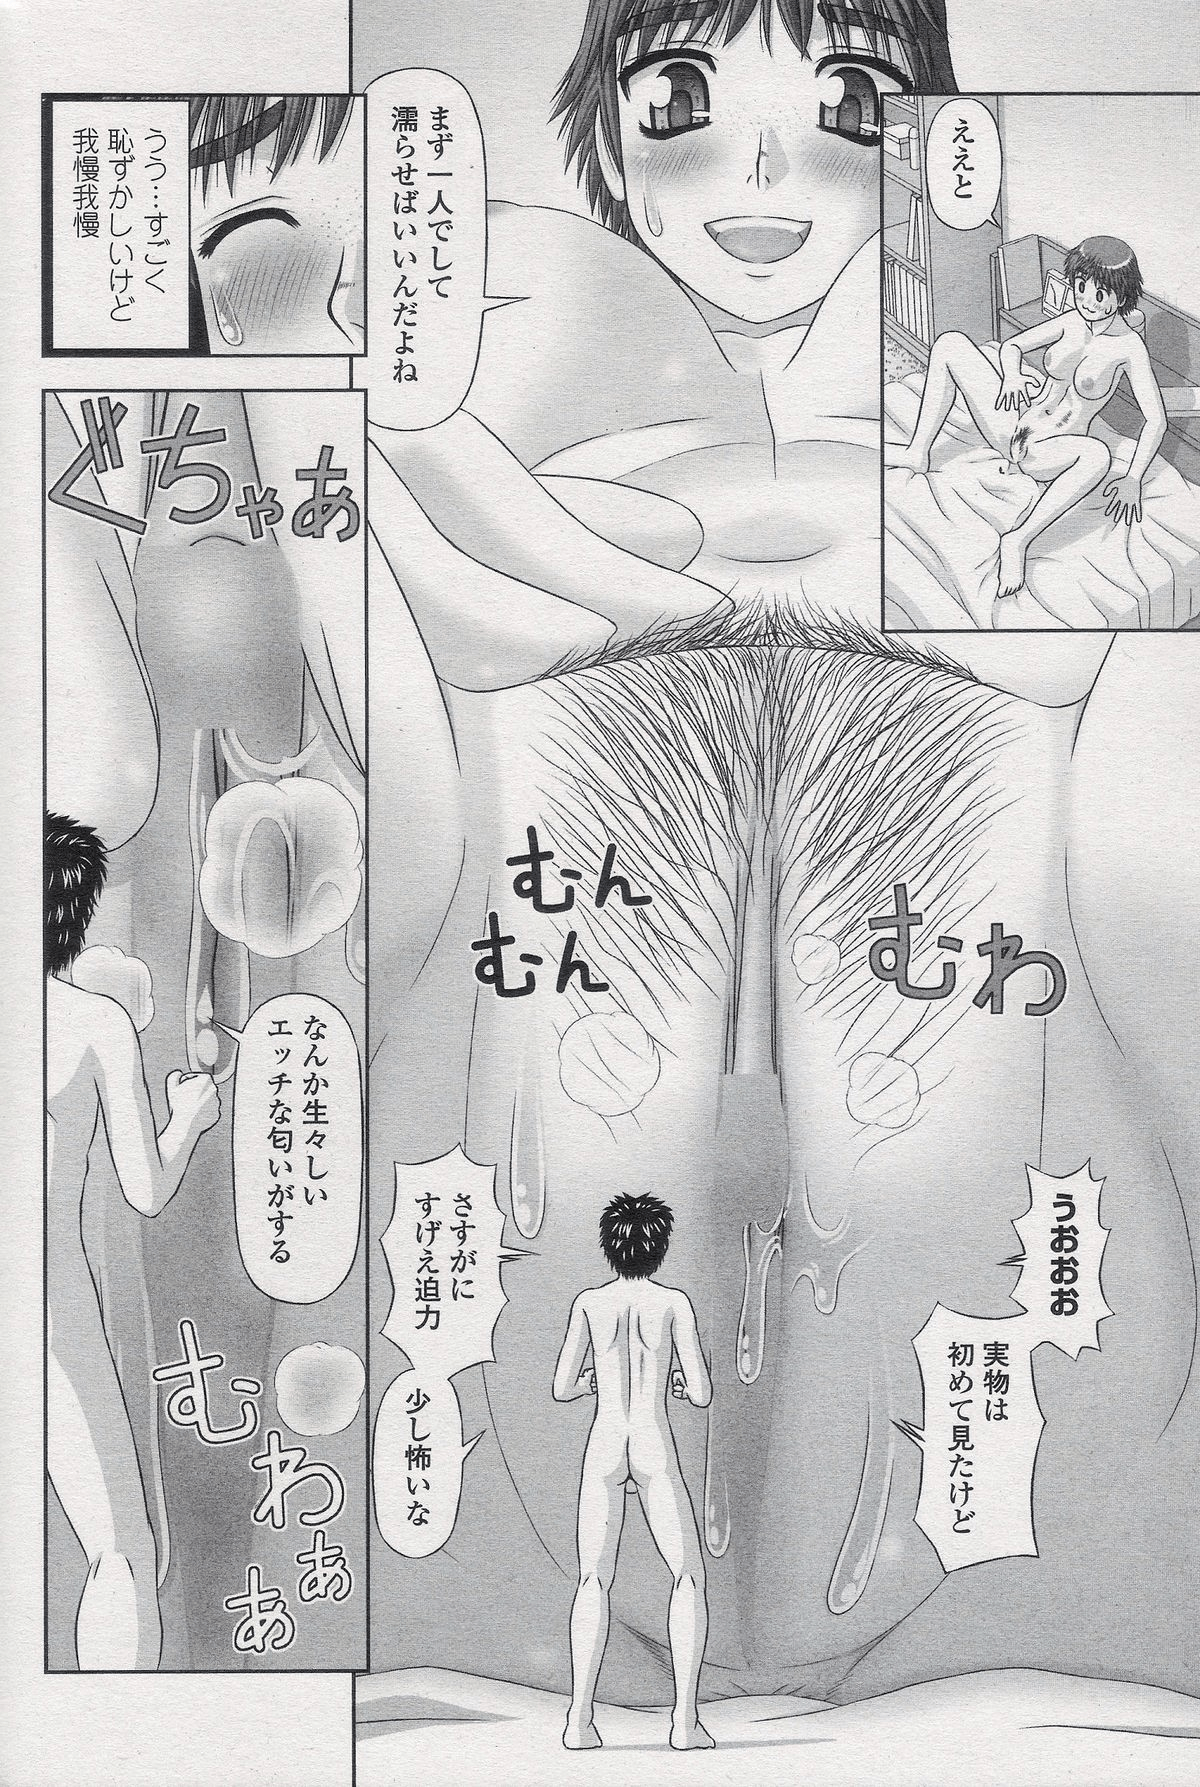 ええと
まず一人でして
濡らせばいいんだよね
うおおお
実物は
初めて見たけど
さすがに
すげえ迫力
少し怖いな
むわ
むん
むん
うう…すごく
恥ずかしいけど
我慢我慢
ぐちゃあ
なんか生々しい
エッチな匂いがする
むわぁぁ